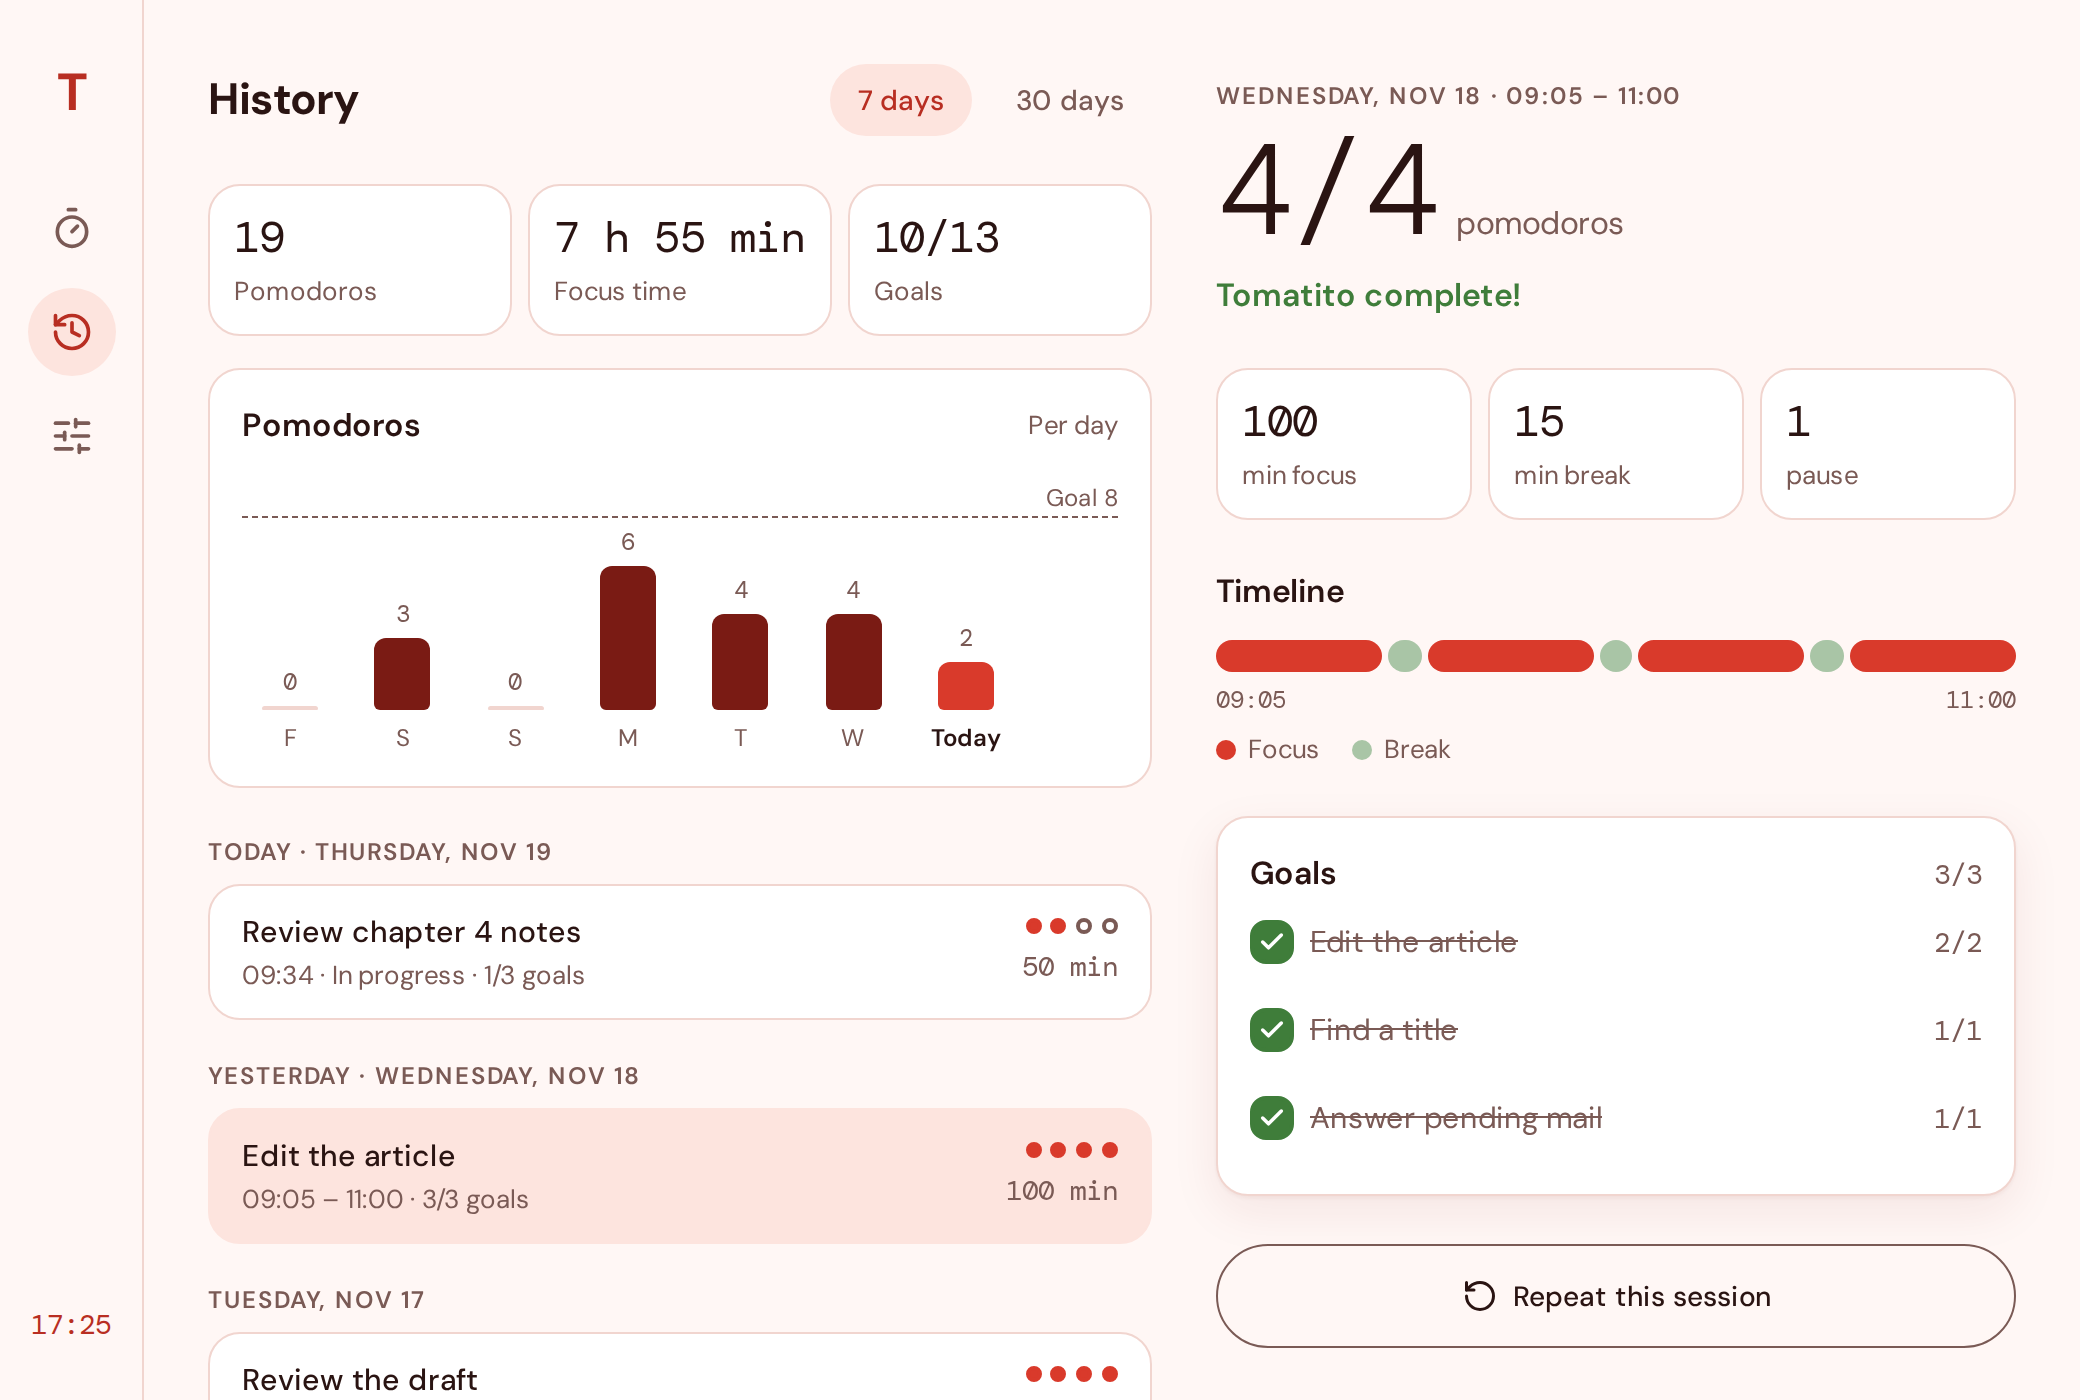 T
17:25
History
7 days
30 days
19
Pomodoros
7 h 55 min
Focus time
10/13
Goals
Pomodoros
Per day
Goal 8
0
3
0
6
4
4
2
F
S
S
M
T
W
Today
TODAY · THURSDAY, NOV 19
Review chapter 4 notes
09:34 · In progress · 1/3 goals
50 min
YESTERDAY · WEDNESDAY, NOV 18
Edit the article
09:05 – 11:00 · 3/3 goals
100 min
TUESDAY, NOV 17
Review the draft
WEDNESDAY, NOV 18 · 09:05 – 11:00
4/4 pomodoros
Tomatito complete!
100
min focus
15
min break
1
pause
Timeline
09:05
11:00
Focus
Break
Goals
3/3
Edit the article
2/2
Find a title
1/1
Answer pending mail
1/1
Repeat this session